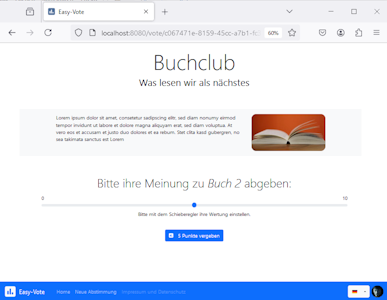 Easy-Vote
localhost:8080/vote/c067471e-8159-45cc-a7b1-fc
60%
Buchclub
Was lesen wir als nächstes
Lorem ipsum dolor sit amet, consetetur sadipscing elitr, sed diam nonumy eirmod
tempor invidunt ut labore et dolore magna aliquyam erat, sed diam voluptua. At
vero eos et accusam et justo duo dolores et ea rebum. Stet clita kasd gubergren, no
sea takimata sanctus est Lorem
Bitte ihre Meinung zu Buch 2 abgeben:
0 10
Bitte mit dem Schieberegler ihre Wertung einstellen.
5 Punkte vergeben
Easy-Vote Home Neue Abstimmung Impressum und Datenschutz